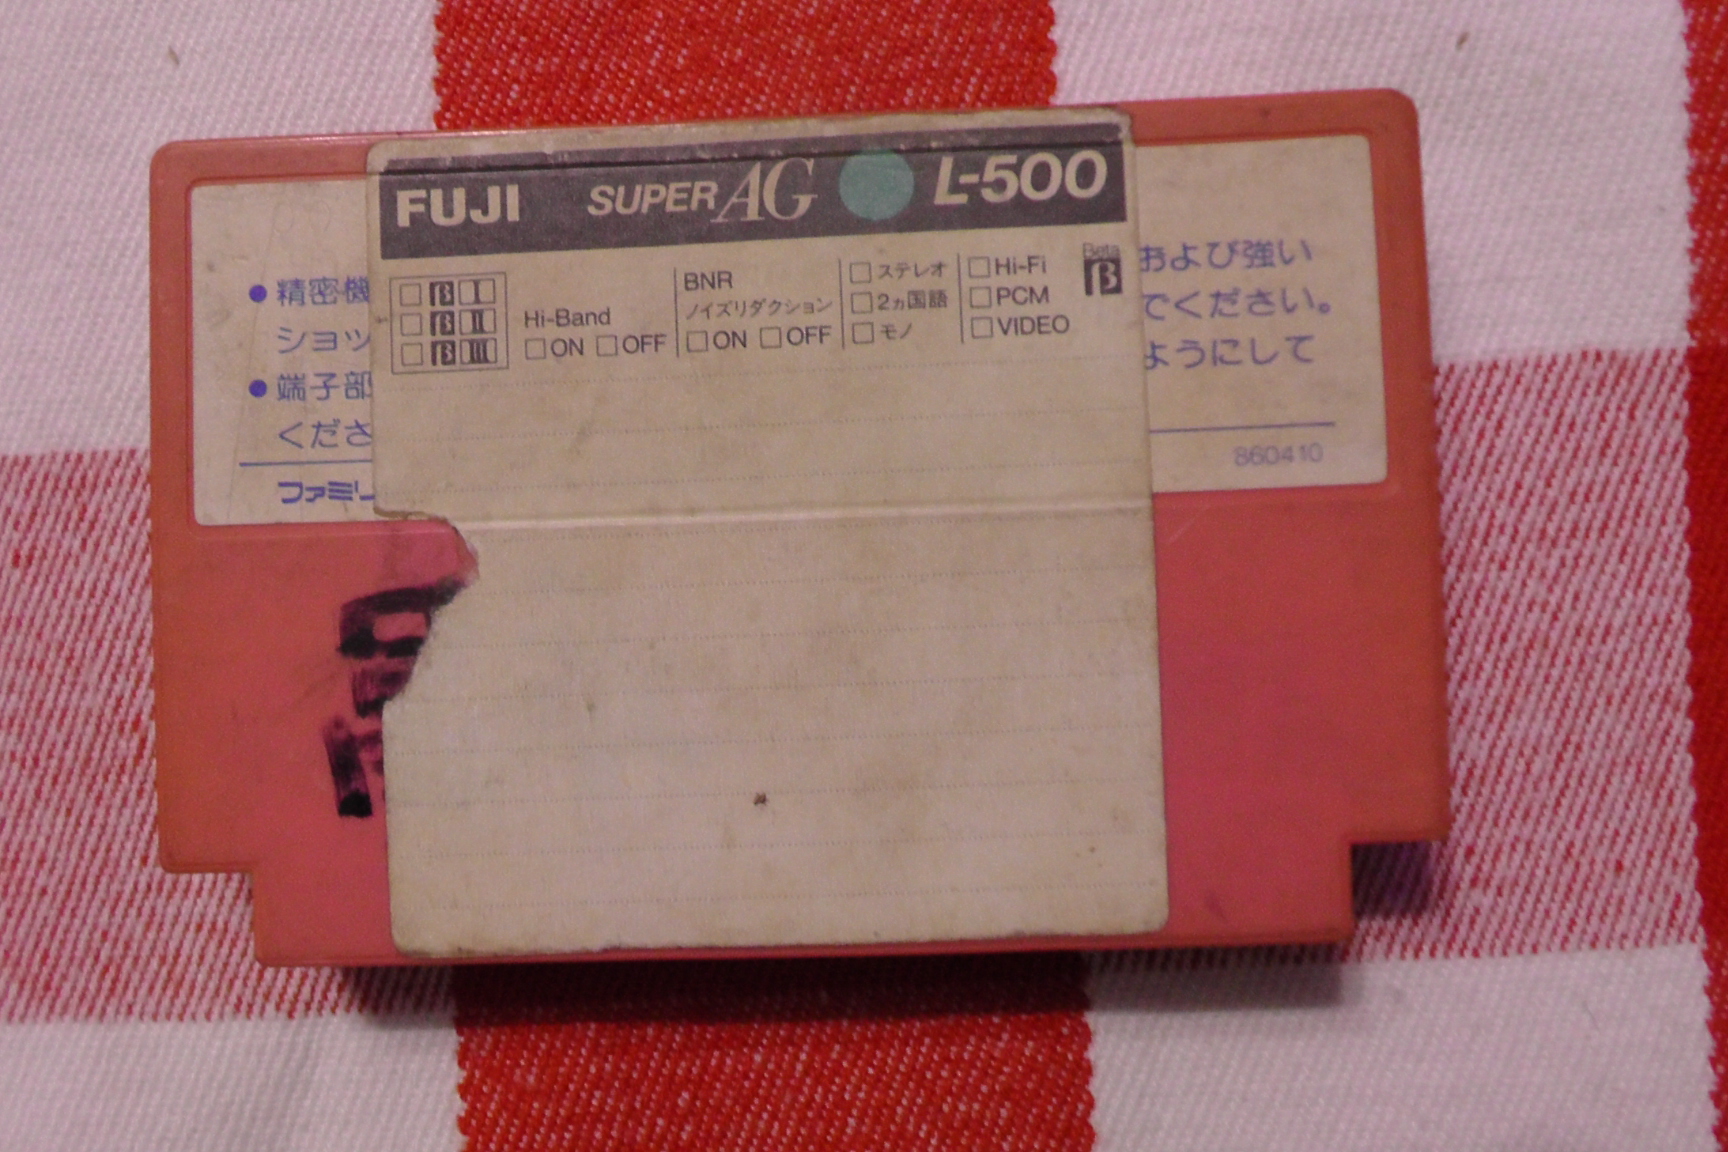 FUJI SUPER AG L-500
Beta
β
β I
β II
β III
Hi-Band
ON OFF
BNR
ノイズリダクション
ON OFF
ステレオ
2ヵ国語
モノ
Hi-Fi
PCM
VIDEO
●精密機
ショッ
●端子部
くださ
ファミリ
および強い
でください。
ようにして
860410